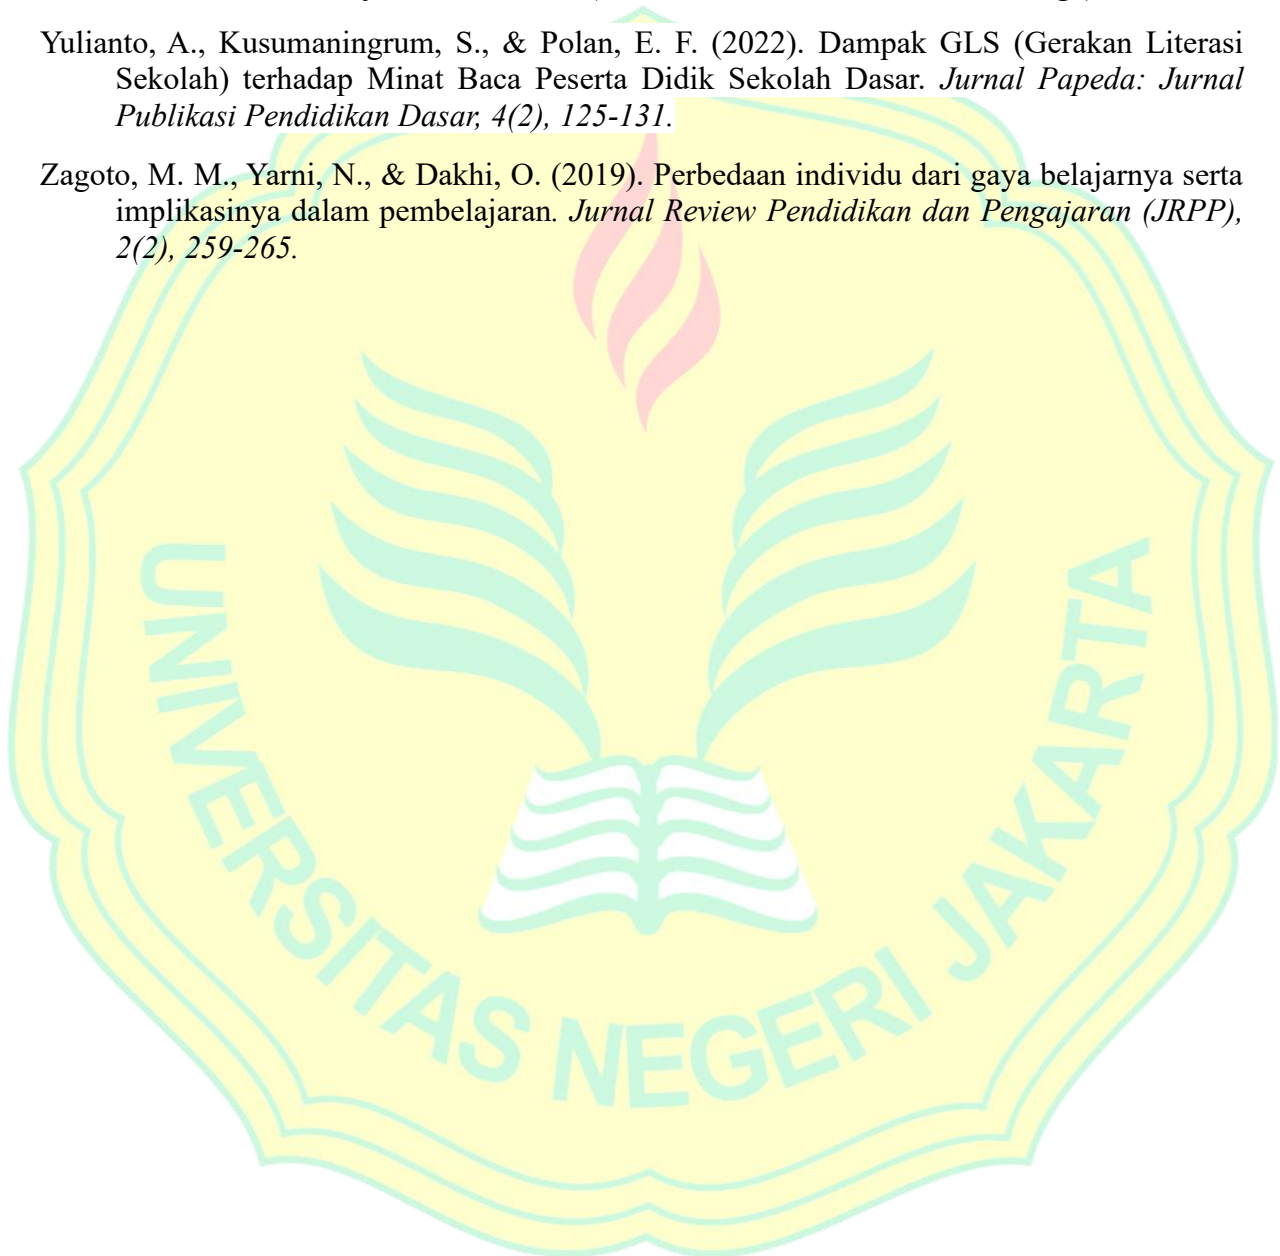 Yulianto, A., Kusumaningrum, S., & Polan, E. F. (2022). Dampak GLS (Gerakan Literasi
Sekolah) terhadap Minat Baca Peserta Didik Sekolah Dasar. Jurnal Papeda: Jurnal
Publikasi Pendidikan Dasar, 4(2), 125-131.
Zagoto, M. M., Yarni, N., & Dakhi, O. (2019). Perbedaan individu dari gaya belajarnya serta
implikasinya dalam pembelajaran. Jurnal Review Pendidikan dan Pengajaran (JRPP),
2(2), 259-265.
UNIVERSITAS NEGERI JAKARTA